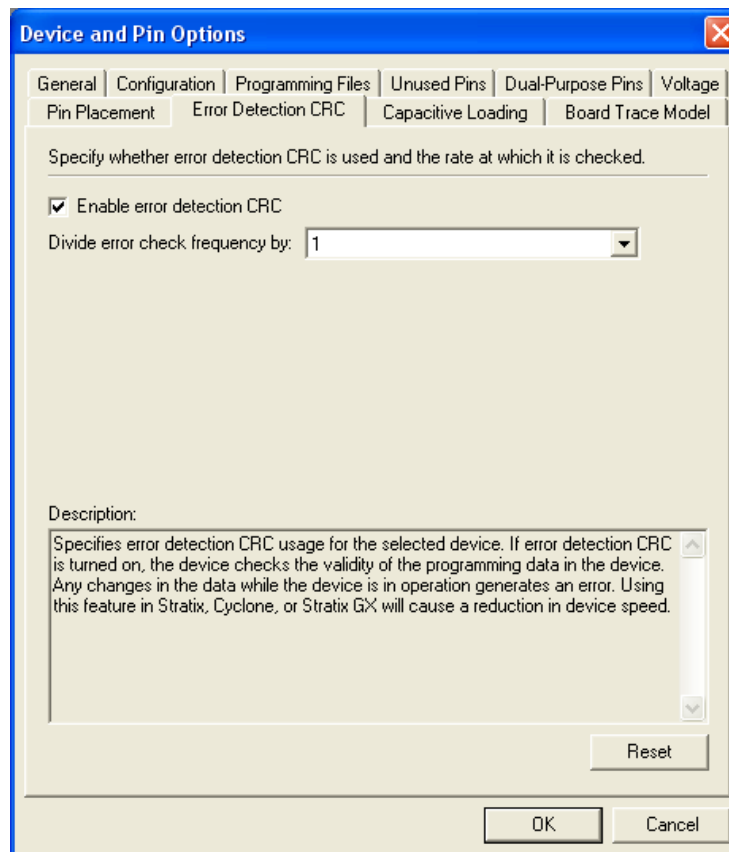 Device and Pin Options
General Configuration Programming Files Unused Pins Dual-Purpose Pins Voltage
Pin Placement Error Detection CRC Capacitive Loading Board Trace Model
Specify whether error detection CRC is used and the rate at which it is checked.
Enable error detection CRC
Divide error check frequency by: 1
Description:
Specifies error detection CRC usage for the selected device. If error detection CRC
is turned on, the device checks the validity of the programming data in the device.
Any changes in the data while the device is in operation generates an error. Using
this feature in Stratix, Cyclone, or Stratix GX will cause a reduction in device speed.
Reset
OK Cancel